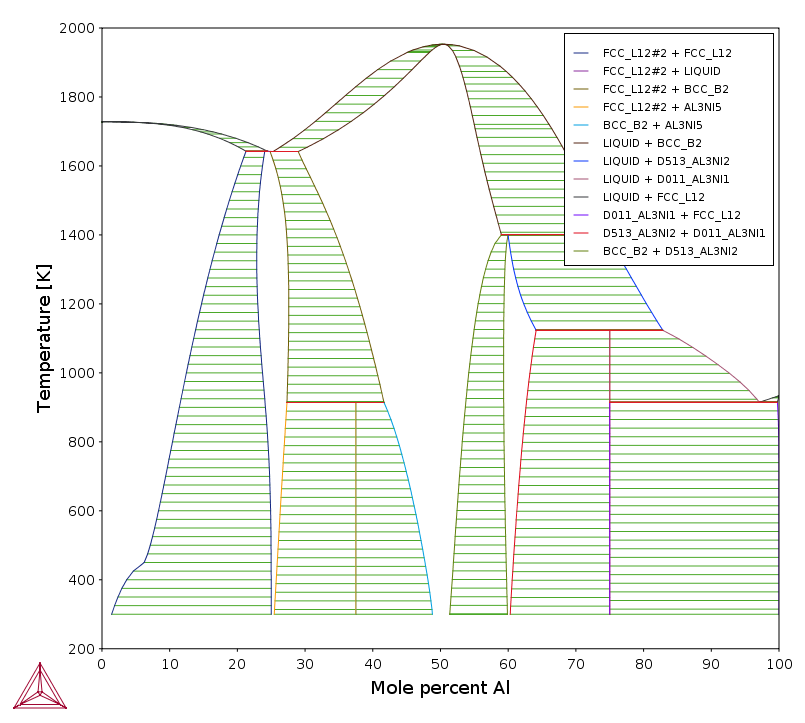 2000
1800
1600
1400
1200
1000
800
600
400
200
Temperature [K]
FCC_L12#2 + FCC_L12
FCC_L12#2 + LIQUID
FCC_L12#2 + BCC_B2
FCC_L12#2 + AL3NI5
BCC_B2 + AL3NI5
LIQUID + BCC_B2
LIQUID + D513_AL3NI2
LIQUID + D011_AL3NI1
LIQUID + FCC_L12
D011_AL3NI1 + FCC_L12
D513_AL3NI2 + D011_AL3NI1
BCC_B2 + D513_AL3NI2
0 10 20 30 40 50 60 70 80 90 100
Mole percent Al